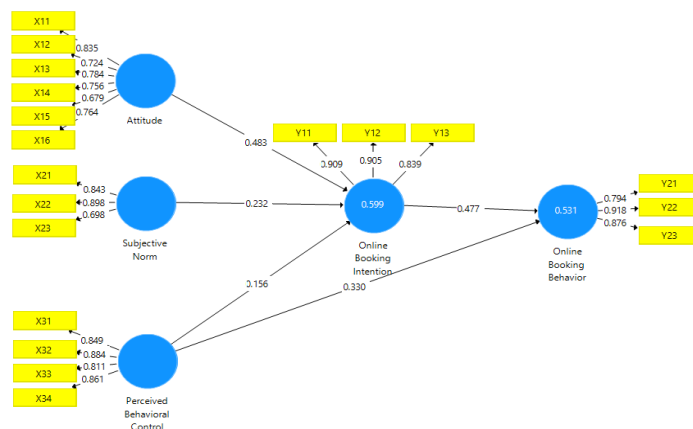 X11
X12
X13
X14
X15
X16
0.835
0.724
0.784
0.756
0.679
0.764
Attitude
0.483
X21
X22
X23
0.843
0.898
0.698
Subjective
Norm
0.232
X31
X32
X33
X34
0.849
0.884
0.811
0.861
Perceived
Behavioral
Control
0.156
0.330
Y11
Y12
Y13
0.909
0.905
0.839
0.599
Online
Booking
Intention
0.477
0.531
Online
Booking
Behavior
0.794
0.918
0.876
Y21
Y22
Y23